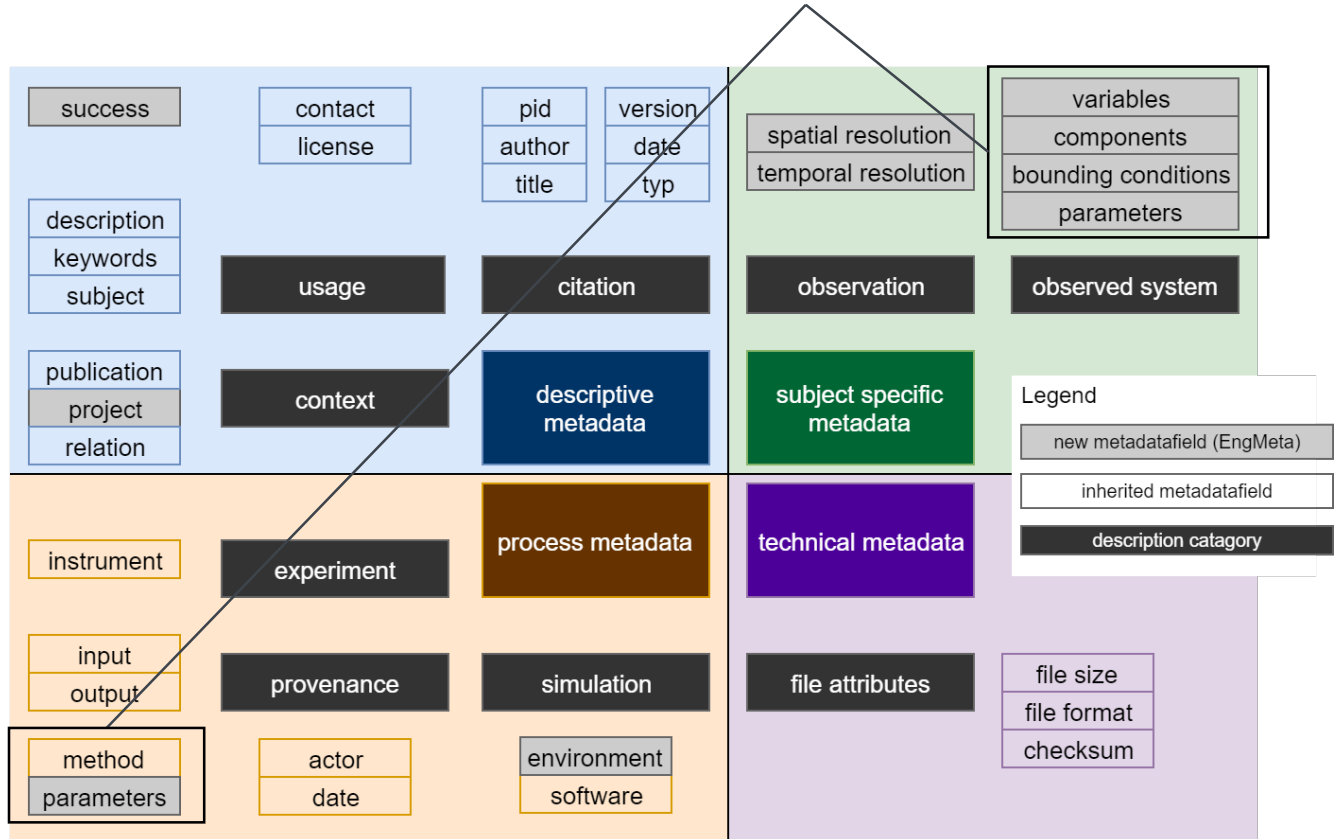 success
contact
license
pid
author
title
version
date
typ
description
keywords
subject
usage
citation
publication
project
relation
context
descriptive
metadata
spatial resolution
temporal resolution
variables
components
bounding conditions
parameters
observation
observed system
subject specific
metadata
Legend
new metadatafield (EngMeta)
inherited metadatafield
description catagory
instrument
experiment
process metadata
input
output
provenance
simulation
method
parameters
actor
date
environment
software
technical metadata
file attributes
file size
file format
checksum